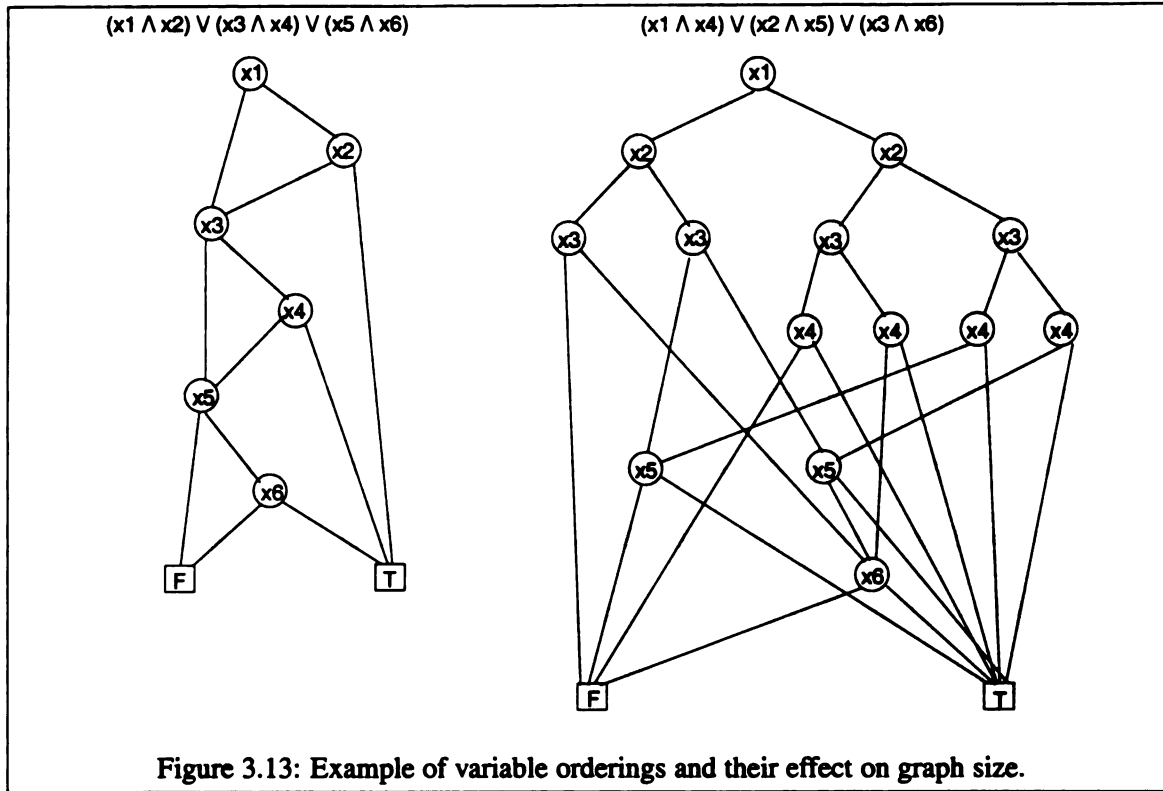 (x1 ∧ x2) ∨ (x3 ∧ x4) ∨ (x5 ∧ x6)
x1
x2
x3
x4
x5
x6
F
T
(x1 ∧ x4) ∨ (x2 ∧ x5) ∨ (x3 ∧ x6)
x1
x2 x2
x3 x3 x3 x3
x4 x4 x4 x4
x5 x5
x6
F T
Figure 3.13: Example of variable orderings and their effect on graph size.